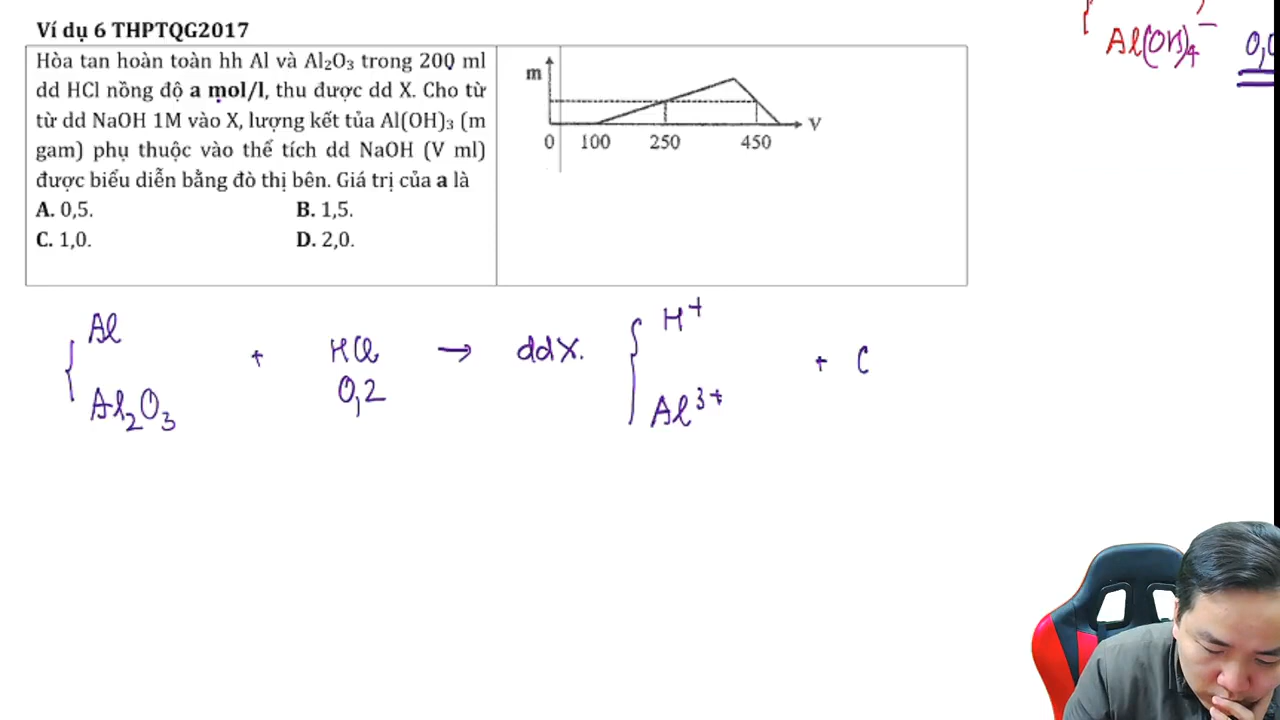 Ví dụ 6 THPTQG2017
Hòa tan hoàn toàn hh Al và Al₂O₃ trong 200 ml
dd HCl nồng độ a mol/l, thu được dd X. Cho từ
từ dd NaOH 1M vào X, lượng kết tủa Al(OH)₃ (m
gam) phụ thuộc vào thể tích dd NaOH (V ml)
được biểu diễn bằng đò thị bên. Giá trị của a là
A. 0,5. B. 1,5.
C. 1,0. D. 2,0.
m
V
0 100 250 450
Al(OH)₄⁻
Al + HCl → ddX. H⁺ + C
Al₂O₃ 0,2 Al³⁺